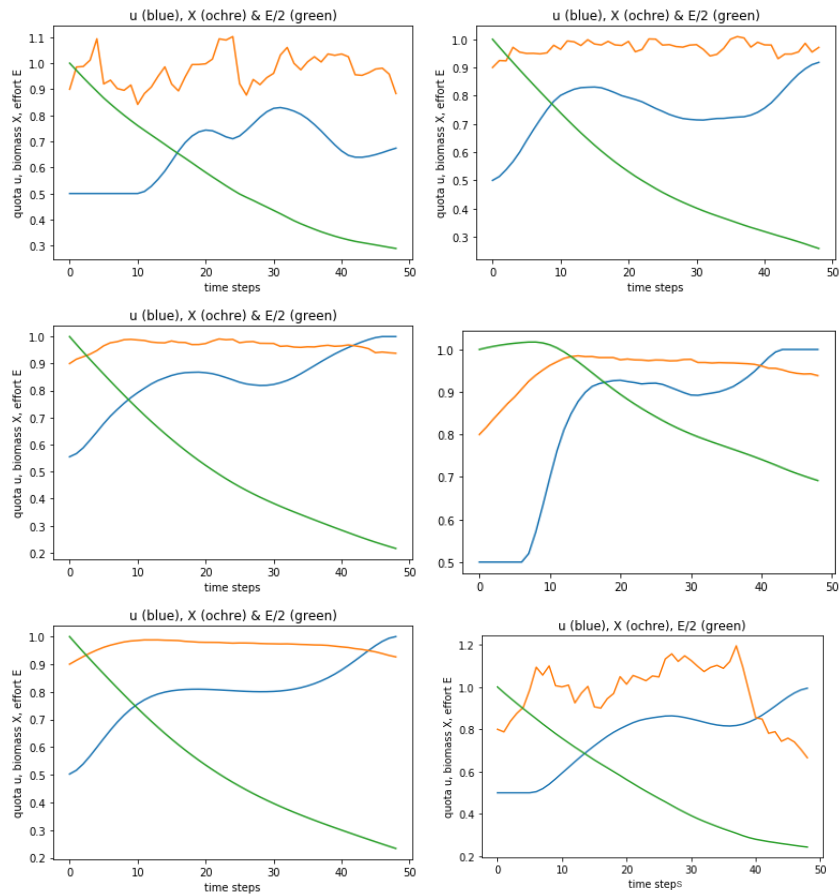 u (blue), X (ochre) & E/2 (green)
quota u, biomass X, effort E
1.1
1.0
0.9
0.8
0.7
0.6
0.5
0.4
0.3
0 10 20 30 40 50
time steps
u (blue), X (ochre) & E/2 (green)
quota u, biomass X, effort E
1.0
0.9
0.8
0.7
0.6
0.5
0.4
0.3
0 10 20 30 40 50
time steps
u (blue), X (ochre) & E/2 (green)
quota u, biomass X, effort E
1.0
0.9
0.8
0.7
0.6
0.5
0.4
0.3
0.2
0 10 20 30 40 50
time steps
quota u, biomass X, effort E
1.0
0.9
0.8
0.7
0.6
0.5
0 10 20 30 40 50
u (blue), X (ochre) & E/2 (green)
quota u, biomass X, effort E
1.0
0.9
0.8
0.7
0.6
0.5
0.4
0.3
0.2
0 10 20 30 40 50
time steps
u (blue), X (ochre), E/2 (green)
quota u, biomass X, effort E
1.2
1.0
0.8
0.6
0.4
0.2
0 10 20 30 40 50
time steps